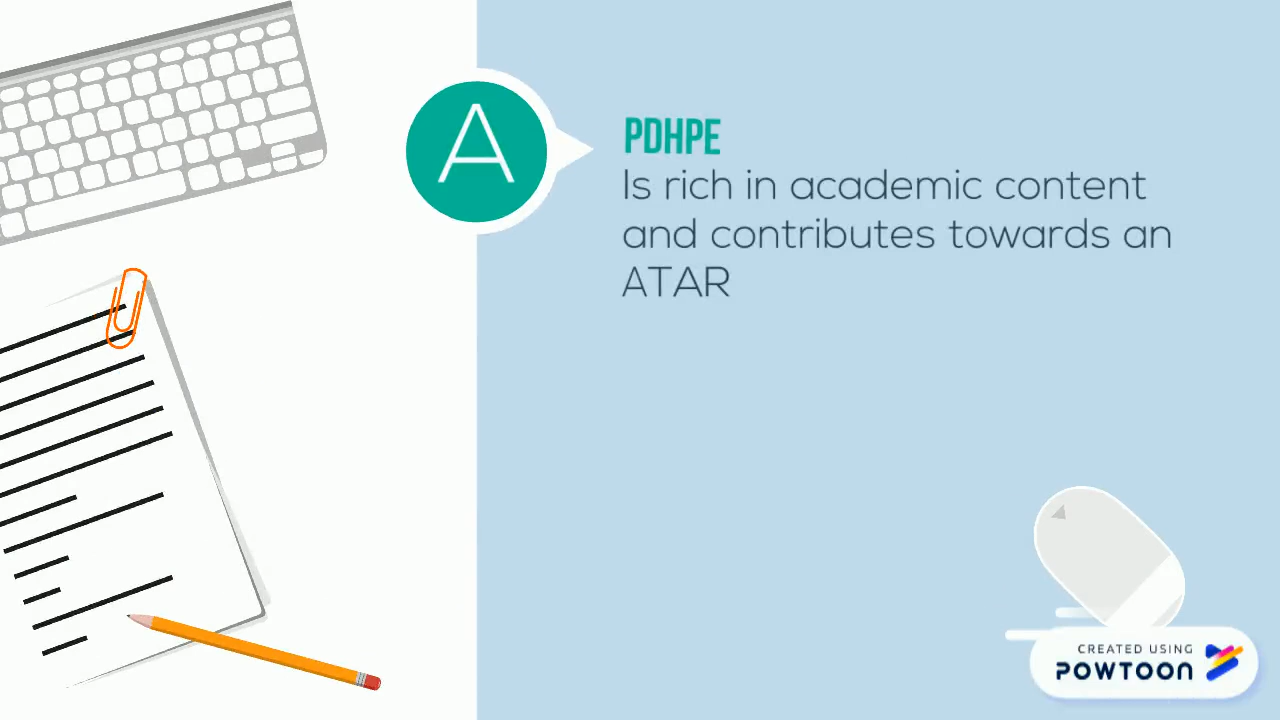 A
PDHPE
Is rich in academic content
and contributes towards an
ATAR
CREATED USING
POWTOON